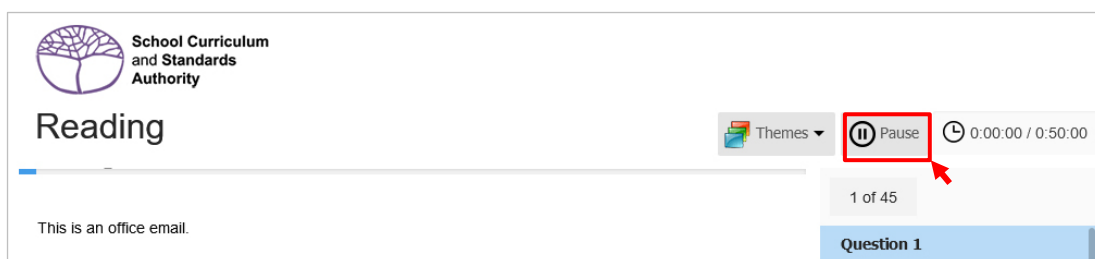 School Curriculum
and Standards
Authority
Reading
Themes
Pause
0:00:00 / 0:50:00
1 of 45
This is an office email.
Question 1